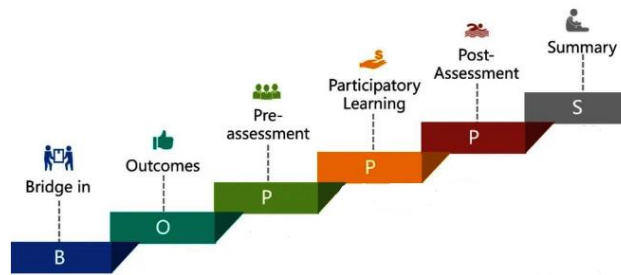 Bridge in
B
Outcomes
O
Pre-
assessment
P
S
Participatory
Learning
P
Post-
Assessment
P
Summary
S